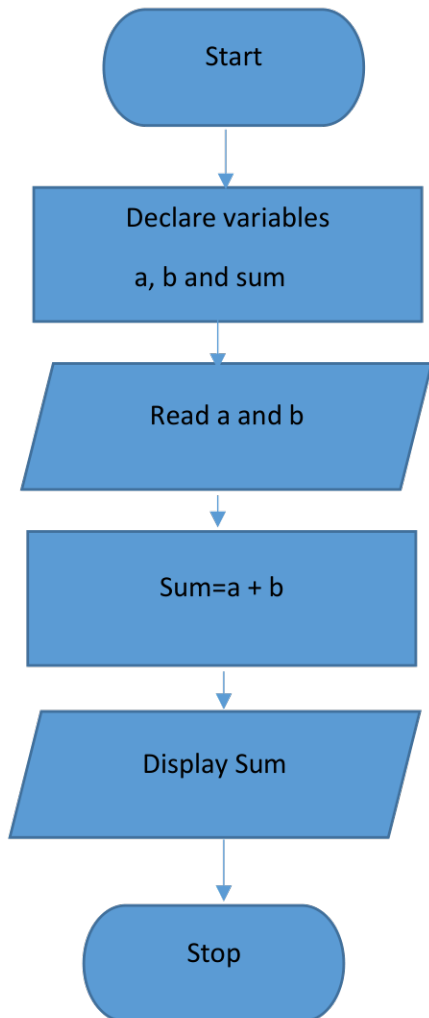 Start
Declare variables
a, b and sum
Read a and b
Sum=a + b
Display Sum
Stop